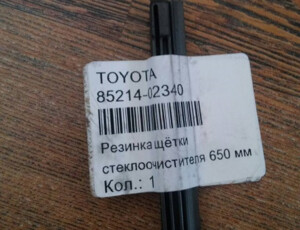 TOYOTA
85214-02340
Резинка щётки
стеклоочистителя 650 мм
Кол.: 1